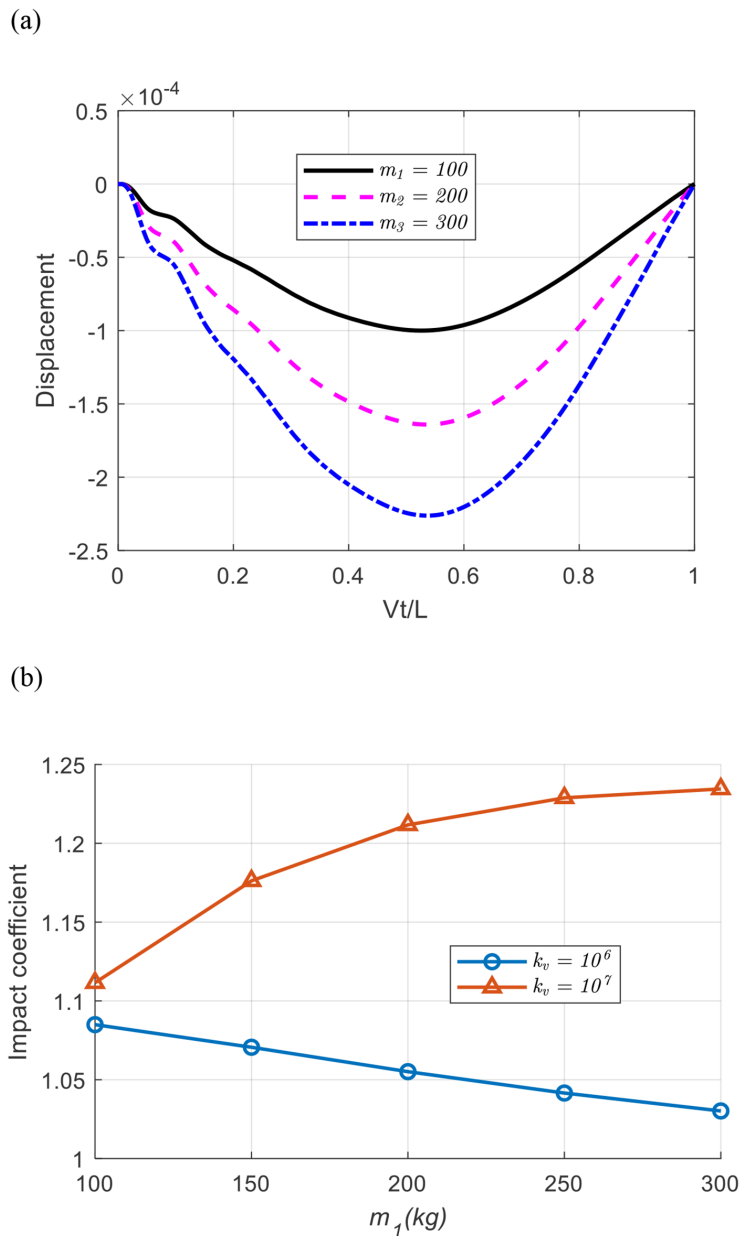 (a)
×10⁻⁴
0.5
0
-0.5
-1
-1.5
-2
-2.5
Displacement
m₁ = 100
m₂ = 200
m₃ = 300
0 0.2 0.4 0.6 0.8 1
Vt/L
(b)
1.25
1.2
1.15
1.1
1.05
1
Impact coefficient
kᵥ = 10⁶
kᵥ = 10⁷
100 150 200 250 300
m₁(kg)